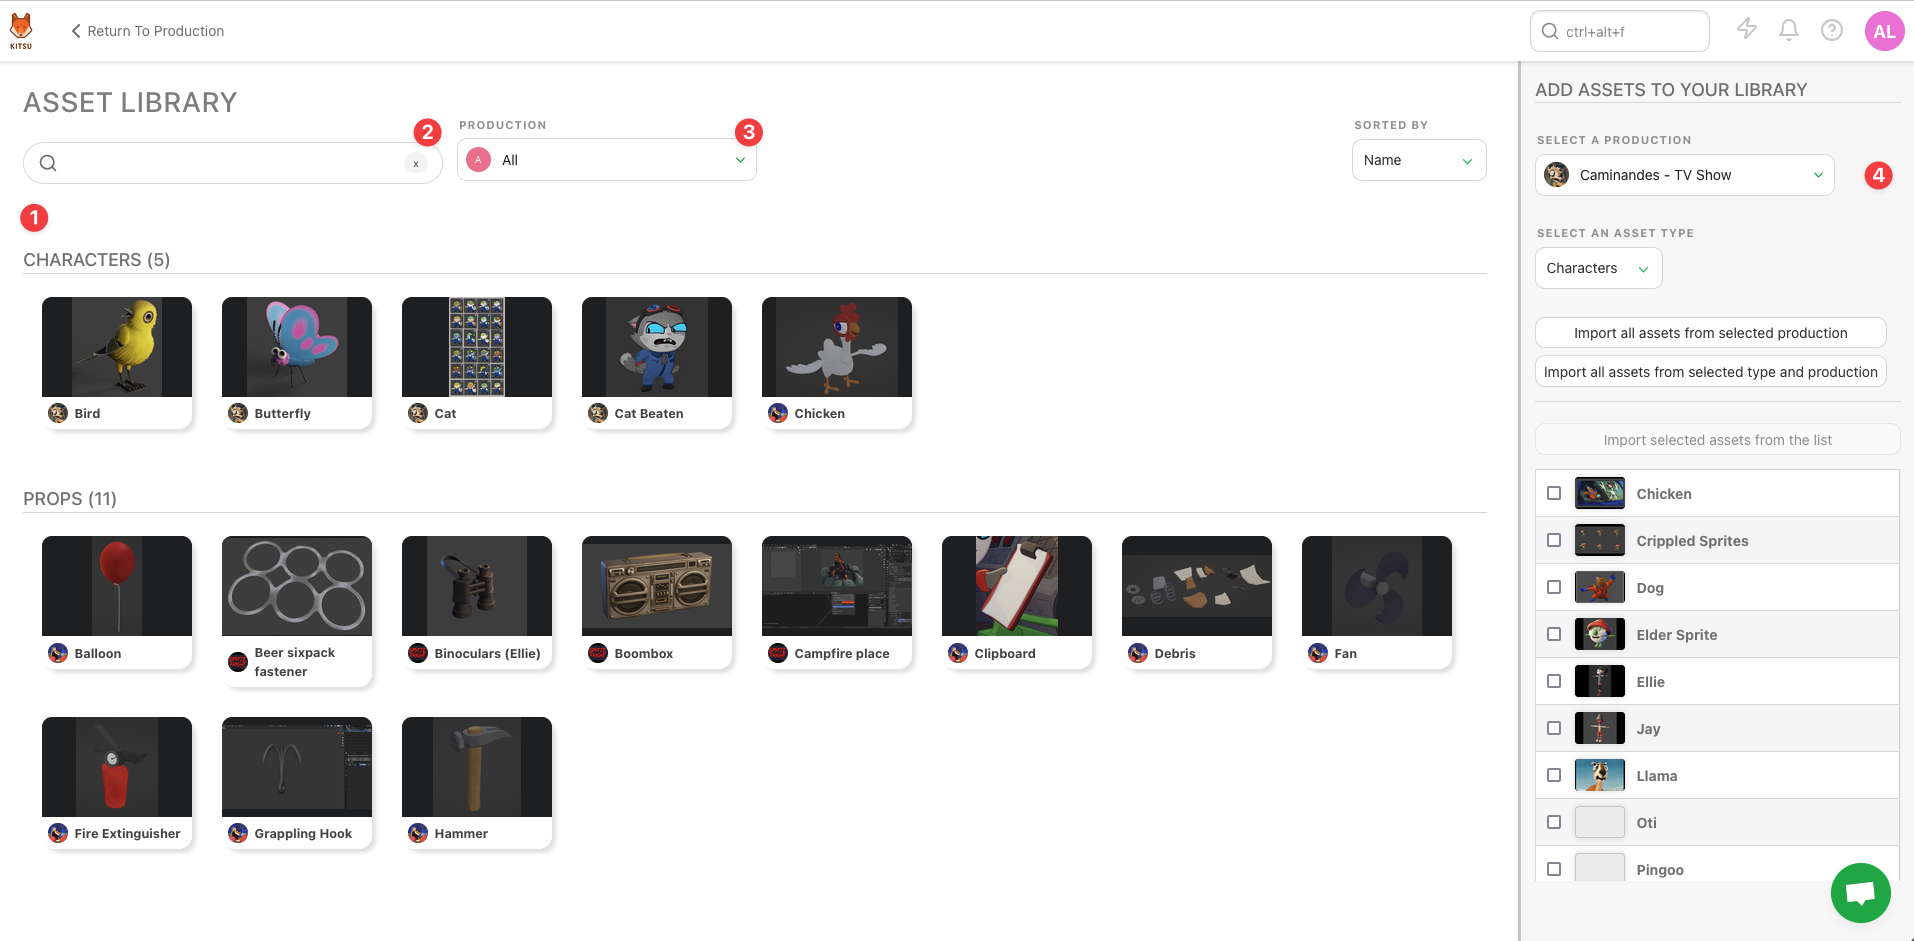 KITSU
Return To Production
ctrl+alt+f
AL
ASSET LIBRARY
2
x
PRODUCTION
3
A
All
SORTED BY
Name
1
CHARACTERS (5)
Bird
Butterfly
Cat
Cat Beaten
Chicken
PROPS (11)
Balloon
Beer sixpack
fastener
Binoculars (Ellie)
Boombox
Campfire place
Clipboard
Debris
Fan
Fire Extinguisher
Grappling Hook
Hammer
ADD ASSETS TO YOUR LIBRARY
SELECT A PRODUCTION
Caminandes - TV Show
4
SELECT AN ASSET TYPE
Characters
Import all assets from selected production
Import all assets from selected type and production
Import selected assets from the list
Chicken
Crippled Sprites
Dog
Elder Sprite
Ellie
Jay
Llama
Oti
Pingoo